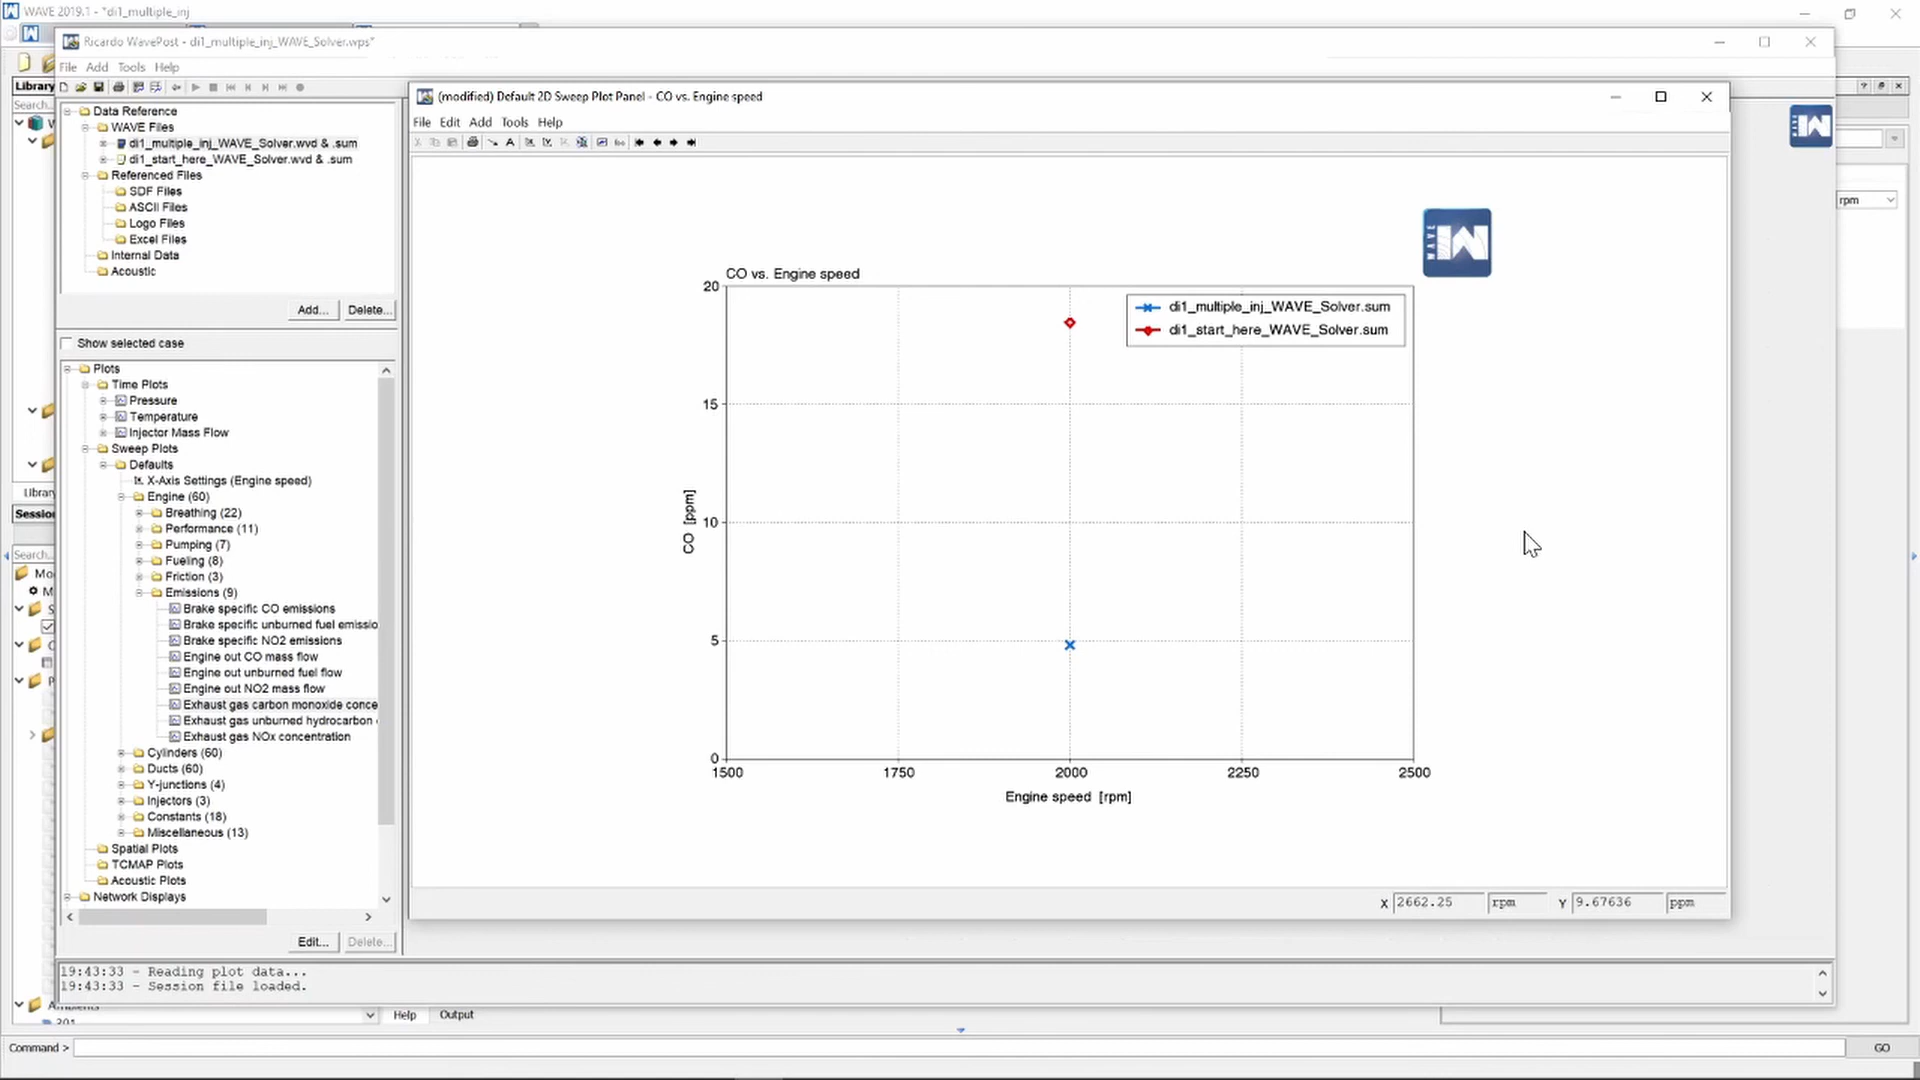 WAVE 2019.1 - *di1_multiple_inj
Ricardo WavePost - di1_multiple_inj_WAVE_Solver.wps*
File Add Tools Help
Library
Search...
Data Reference
WAVE Files
di1_multiple_inj_WAVE_Solver.wvd & .sum
di1_start_here_WAVE_Solver.wvd & .sum
Referenced Files
SDF Files
ASCII Files
Logo Files
Excel Files
Internal Data
Acoustic
Add... Delete...
Show selected case
Plots
Time Plots
Pressure
Temperature
Injector Mass Flow
Sweep Plots
Defaults
X-Axis Settings (Engine speed)
Engine (60)
Breathing (22)
Performance (11)
Pumping (7)
Fueling (8)
Friction (3)
Emissions (9)
Brake specific CO emissions
Brake specific unburned fuel emissio
Brake specific NO2 emissions
Engine out CO mass flow
Engine out unburned fuel flow
Engine out NO2 mass flow
Exhaust gas carbon monoxide conce
Exhaust gas unburned hydrocarbon
Exhaust gas NOx concentration
Cylinders (60)
Ducts (60)
Y-junctions (4)
Injectors (3)
Constants (18)
Miscellaneous (13)
Spatial Plots
TCMAP Plots
Acoustic Plots
Network Displays
Edit... Delete...
(modified) Default 2D Sweep Plot Panel - CO vs. Engine speed
File Edit Add Tools Help
WAVE
CO vs. Engine speed
di1_multiple_inj_WAVE_Solver.sum
di1_start_here_WAVE_Solver.sum
20
15
10
5
0
CO [ppm]
1500 1750 2000 2250 2500
Engine speed [rpm]
X 2662.25 rpm Y 9.67636 ppm
rpm
Library
Session
Search...
Mo
19:43:33 - Reading plot data...
19:43:33 - Session file loaded.
Help Output
Command >
GO